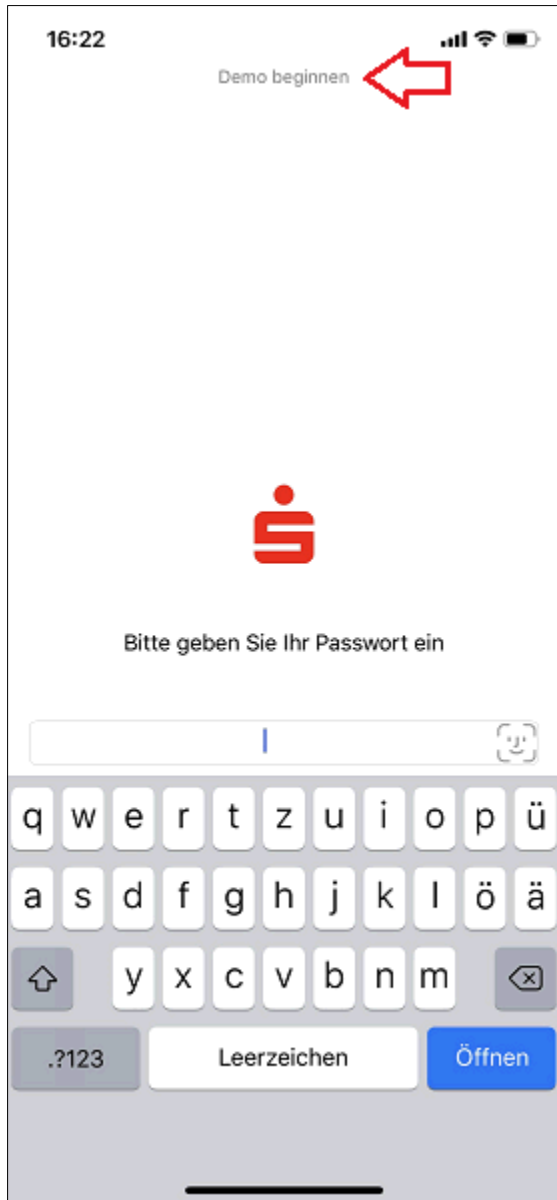 16:22
Demo beginnen
Bitte geben Sie Ihr Passwort ein
q w e r t z u i o p ü
a s d f g h j k l ö ä
y x c v b n m
.?123 Leerzeichen Öffnen